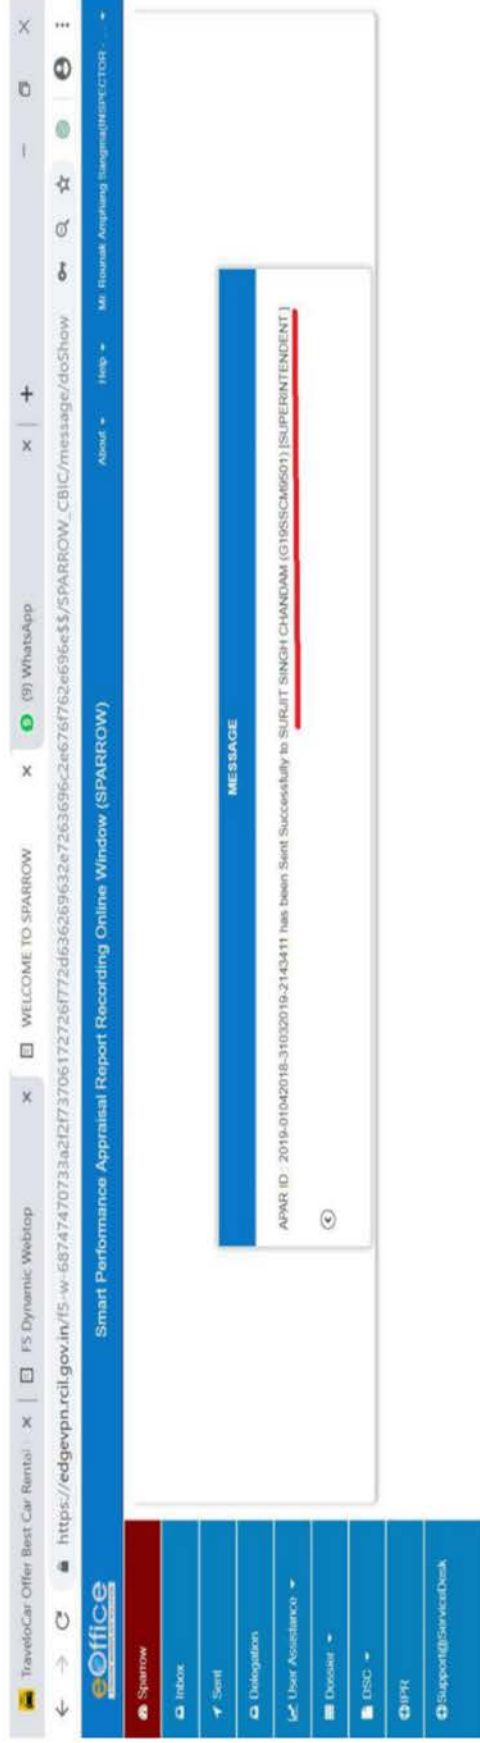 TraveloCar Offer Best Car Rental
F5 Dynamic Webtop
WELCOME TO SPARROW
(9) WhatsApp
https://edgevpn.rcil.gov.in/f5-w-68747470733a2f2f73706172726f772d636269632e7263696c2e676f762e696e$$/SPARROW_CBIC/message/doShow
eOffice
Smart Performance Appraisal Report Recording Online Window (SPARROW)
About
Help
Mr. Rounak Amphang Sangma(INSPECTOR - ...
Sparrow
Inbox
Sent
Delegation
User Assistance
Dossier
DSC
IPR
Support@ServiceDesk
MESSAGE
APAR ID : 2019-01042018-31032019-2143411 has been Sent Successfully to SURJIT SINGH CHANDAM (G19SSCM9501) [SUPERINTENDENT ]